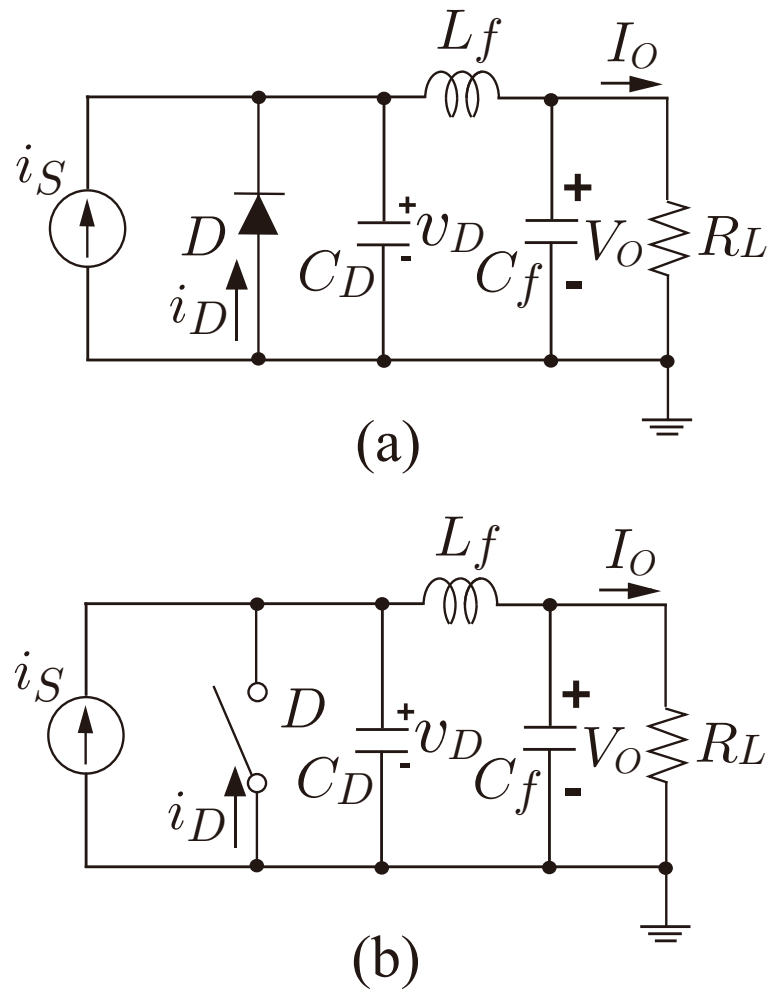 L_f
I_O
i_S
D
i_D
C_D
+
v_D
-
C_f
+
V_O
-
R_L
(a)
L_f
I_O
i_S
D
i_D
C_D
+
v_D
-
C_f
+
V_O
-
R_L
(b)